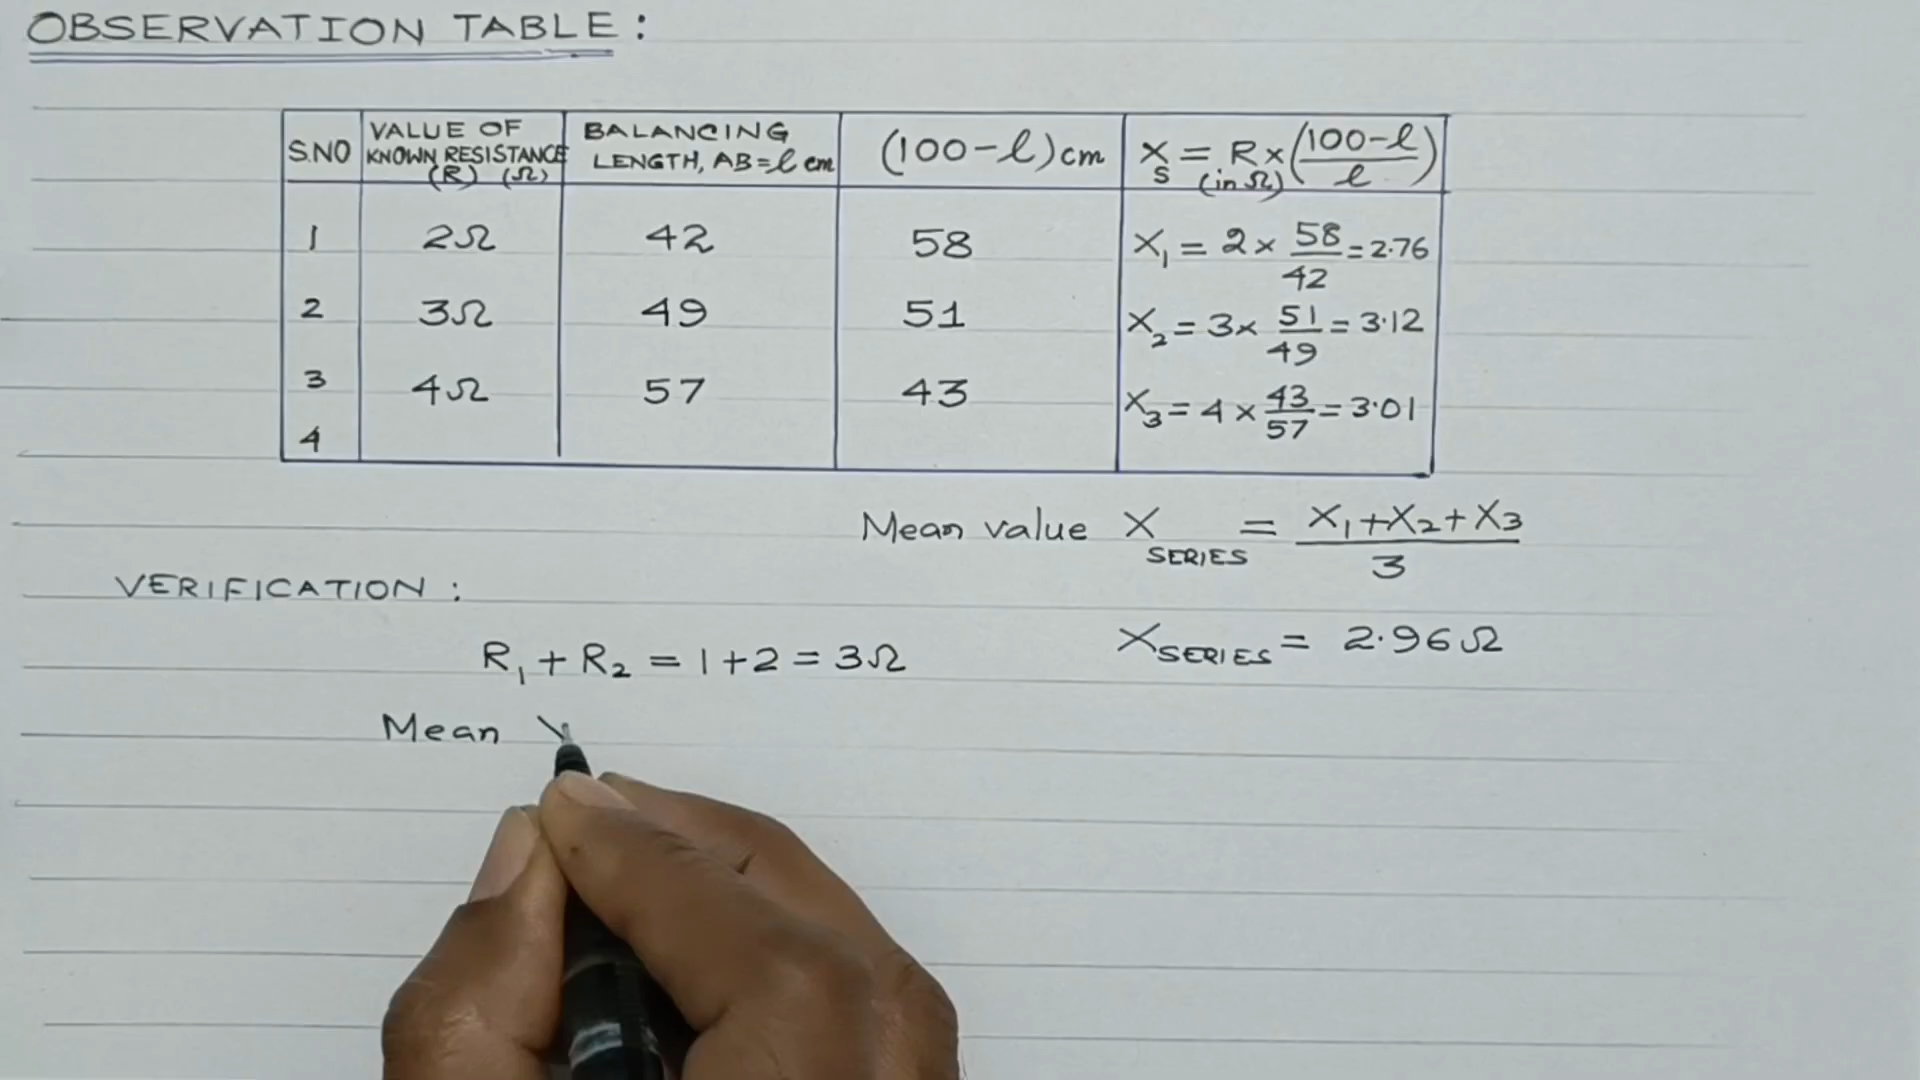 OBSERVATION TABLE :
S.NO | VALUE OF KNOWN RESISTANCE (R) (Ω) | BALANCING LENGTH, AB = l cm | (100 - l) cm | X_S (in Ω) = R × ((100 - l)/l)
1 | 2Ω | 42 | 58 | X₁ = 2 × 58/42 = 2.76
2 | 3Ω | 49 | 51 | X₂ = 3 × 51/49 = 3.12
3 | 4Ω | 57 | 43 | X₃ = 4 × 43/57 = 3.01
4
Mean value X SERIES = (X₁ + X₂ + X₃)/3
VERIFICATION :
X SERIES = 2.96Ω
R₁ + R₂ = 1 + 2 = 3Ω
Mean